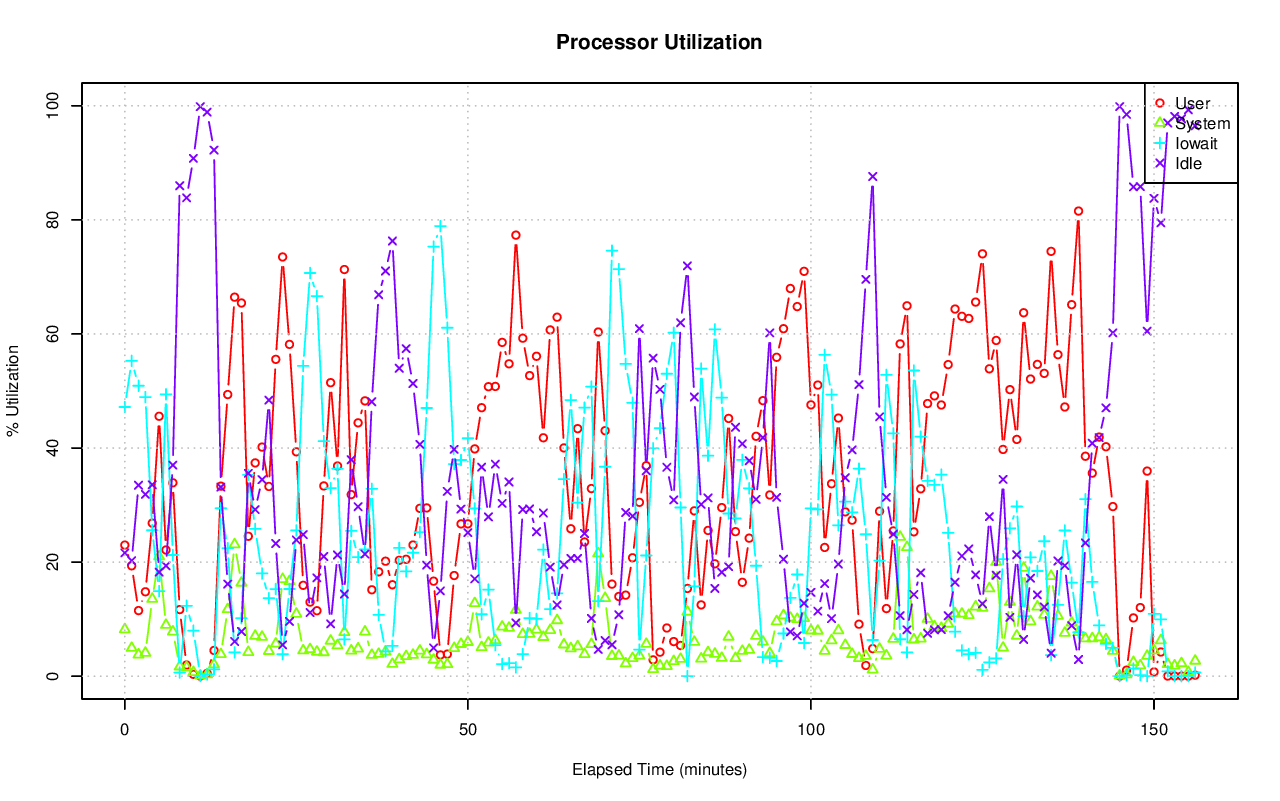 Processor Utilization
% Utilization
100
80
60
40
20
0
User
System
Iowait
Idle
0 50 100 150
Elapsed Time (minutes)